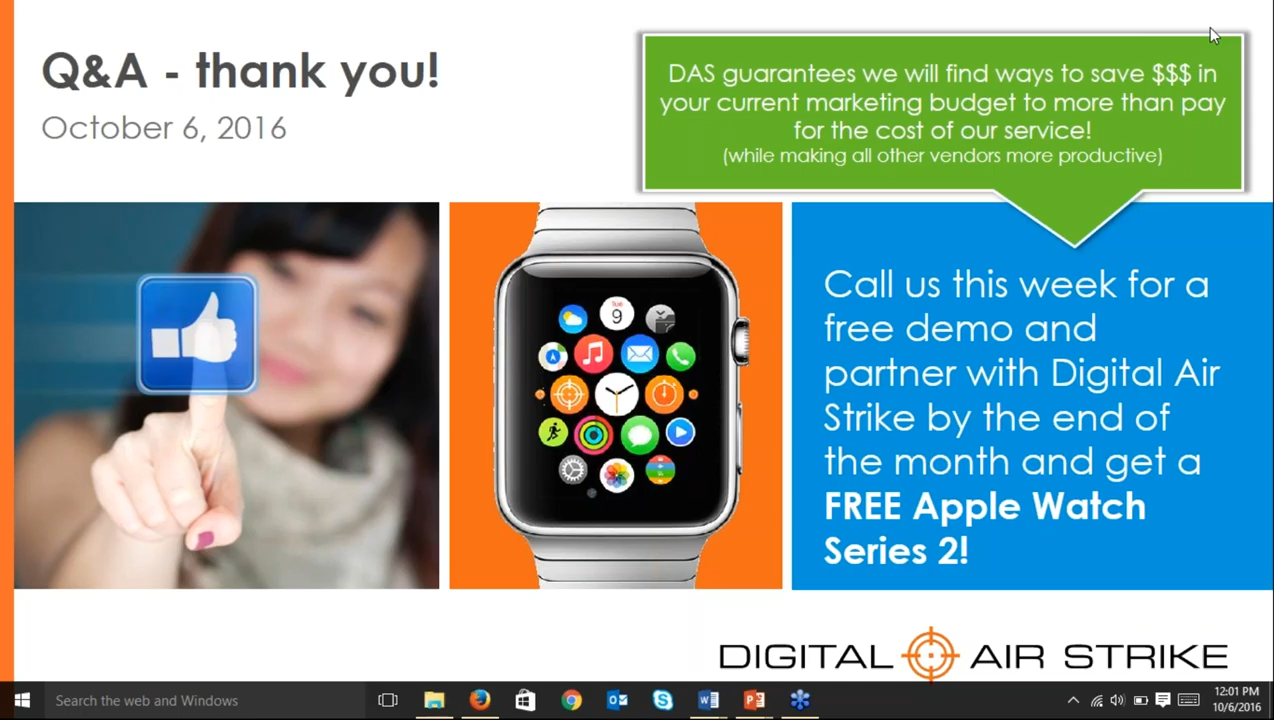 Q&A - thank you!
October 6, 2016
DAS guarantees we will find ways to save $$$ in
your current marketing budget to more than pay
for the cost of our service!
(while making all other vendors more productive)
Tue
9
Call us this week for a
free demo and
partner with Digital Air
Strike by the end of
the month and get a
FREE Apple Watch
Series 2!
DIGITAL AIR STRIKE
Search the web and Windows
12:01 PM
10/6/2016